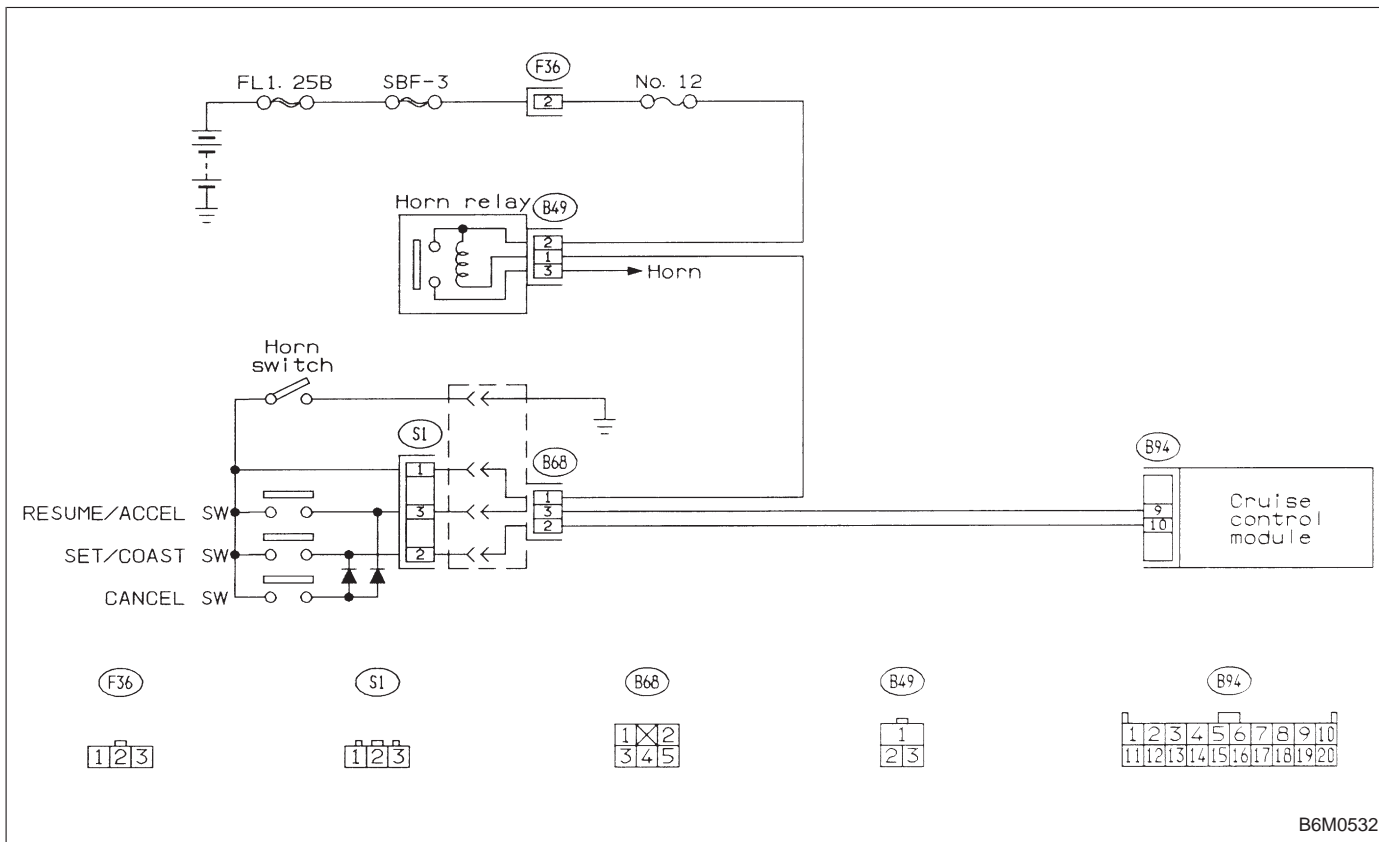 FL1. 25B SBF-3 F36 No. 12
2
Horn relay B49
2
1
3 Horn
Horn
switch
S1
B68
B94
1
1
RESUME/ACCEL SW 3 3 9 Cruise
2 10 control
SET/COAST SW 2 module
CANCEL SW
F36 S1 B68 B49 B94
1 2 3
1 2 3
1 2
3 4 5
1
2 3
1 2 3 4 5 6 7 8 9 10
11 12 13 14 15 16 17 18 19 20
B6M0532